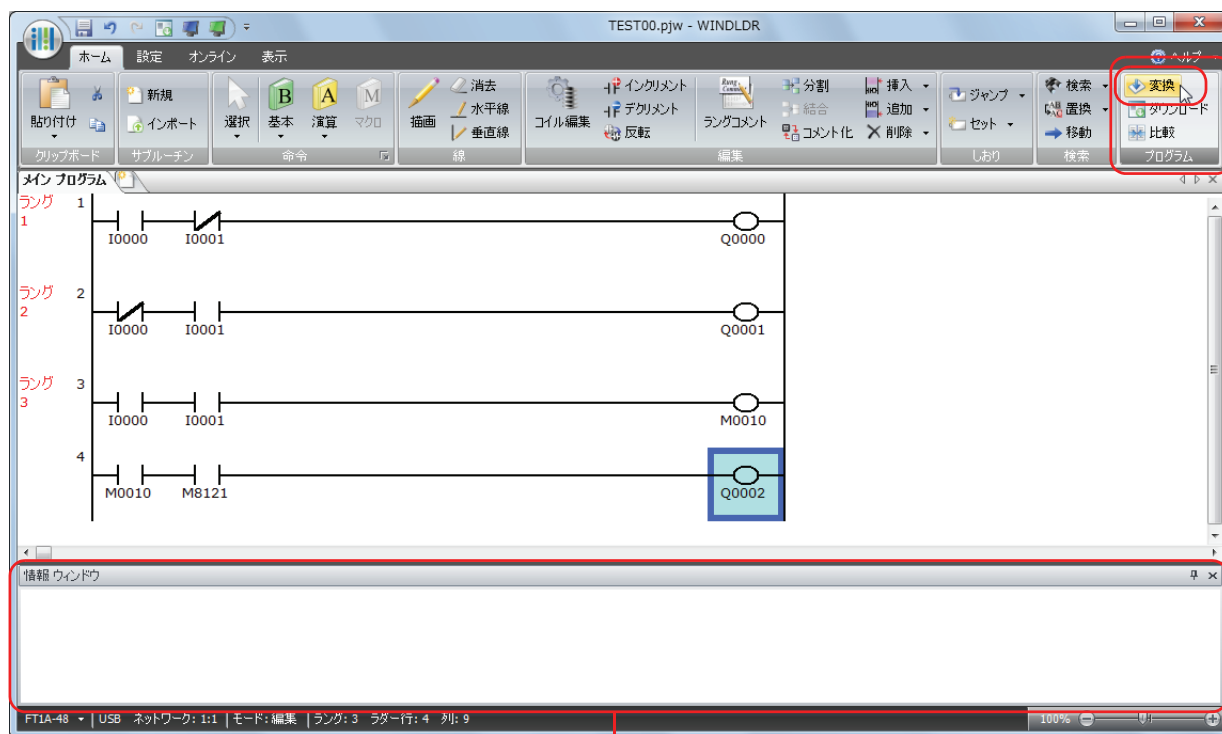 TEST00.pjw - WINDLDR
ホーム 設定 オンライン 表示 ヘルプ
貼り付け 新規 インポート 選択 B 基本 A 演算 M マクロ 描画 消去 水平線 垂直線 コイル編集 インクリメント デクリメント 反転 ラングコメント 分割 結合 コメント化 挿入 追加 削除 ジャンプ セット 検索 置換 移動 変換 ダウンロード 比較
クリップボード サブルーチン 命令 線 編集 しおり 検索 プログラム
メイン プログラム
ラング 1
1
I0000 I0001 Q0000
ラング 2
2
I0000 I0001 Q0001
ラング 3
3
I0000 I0001 M0010
4
M0010 M8121 Q0002
情報 ウィンドウ
FT1A-48 USB ネットワーク: 1:1 モード: 編集 ラング: 3 ラダー行: 4 列: 9 100%